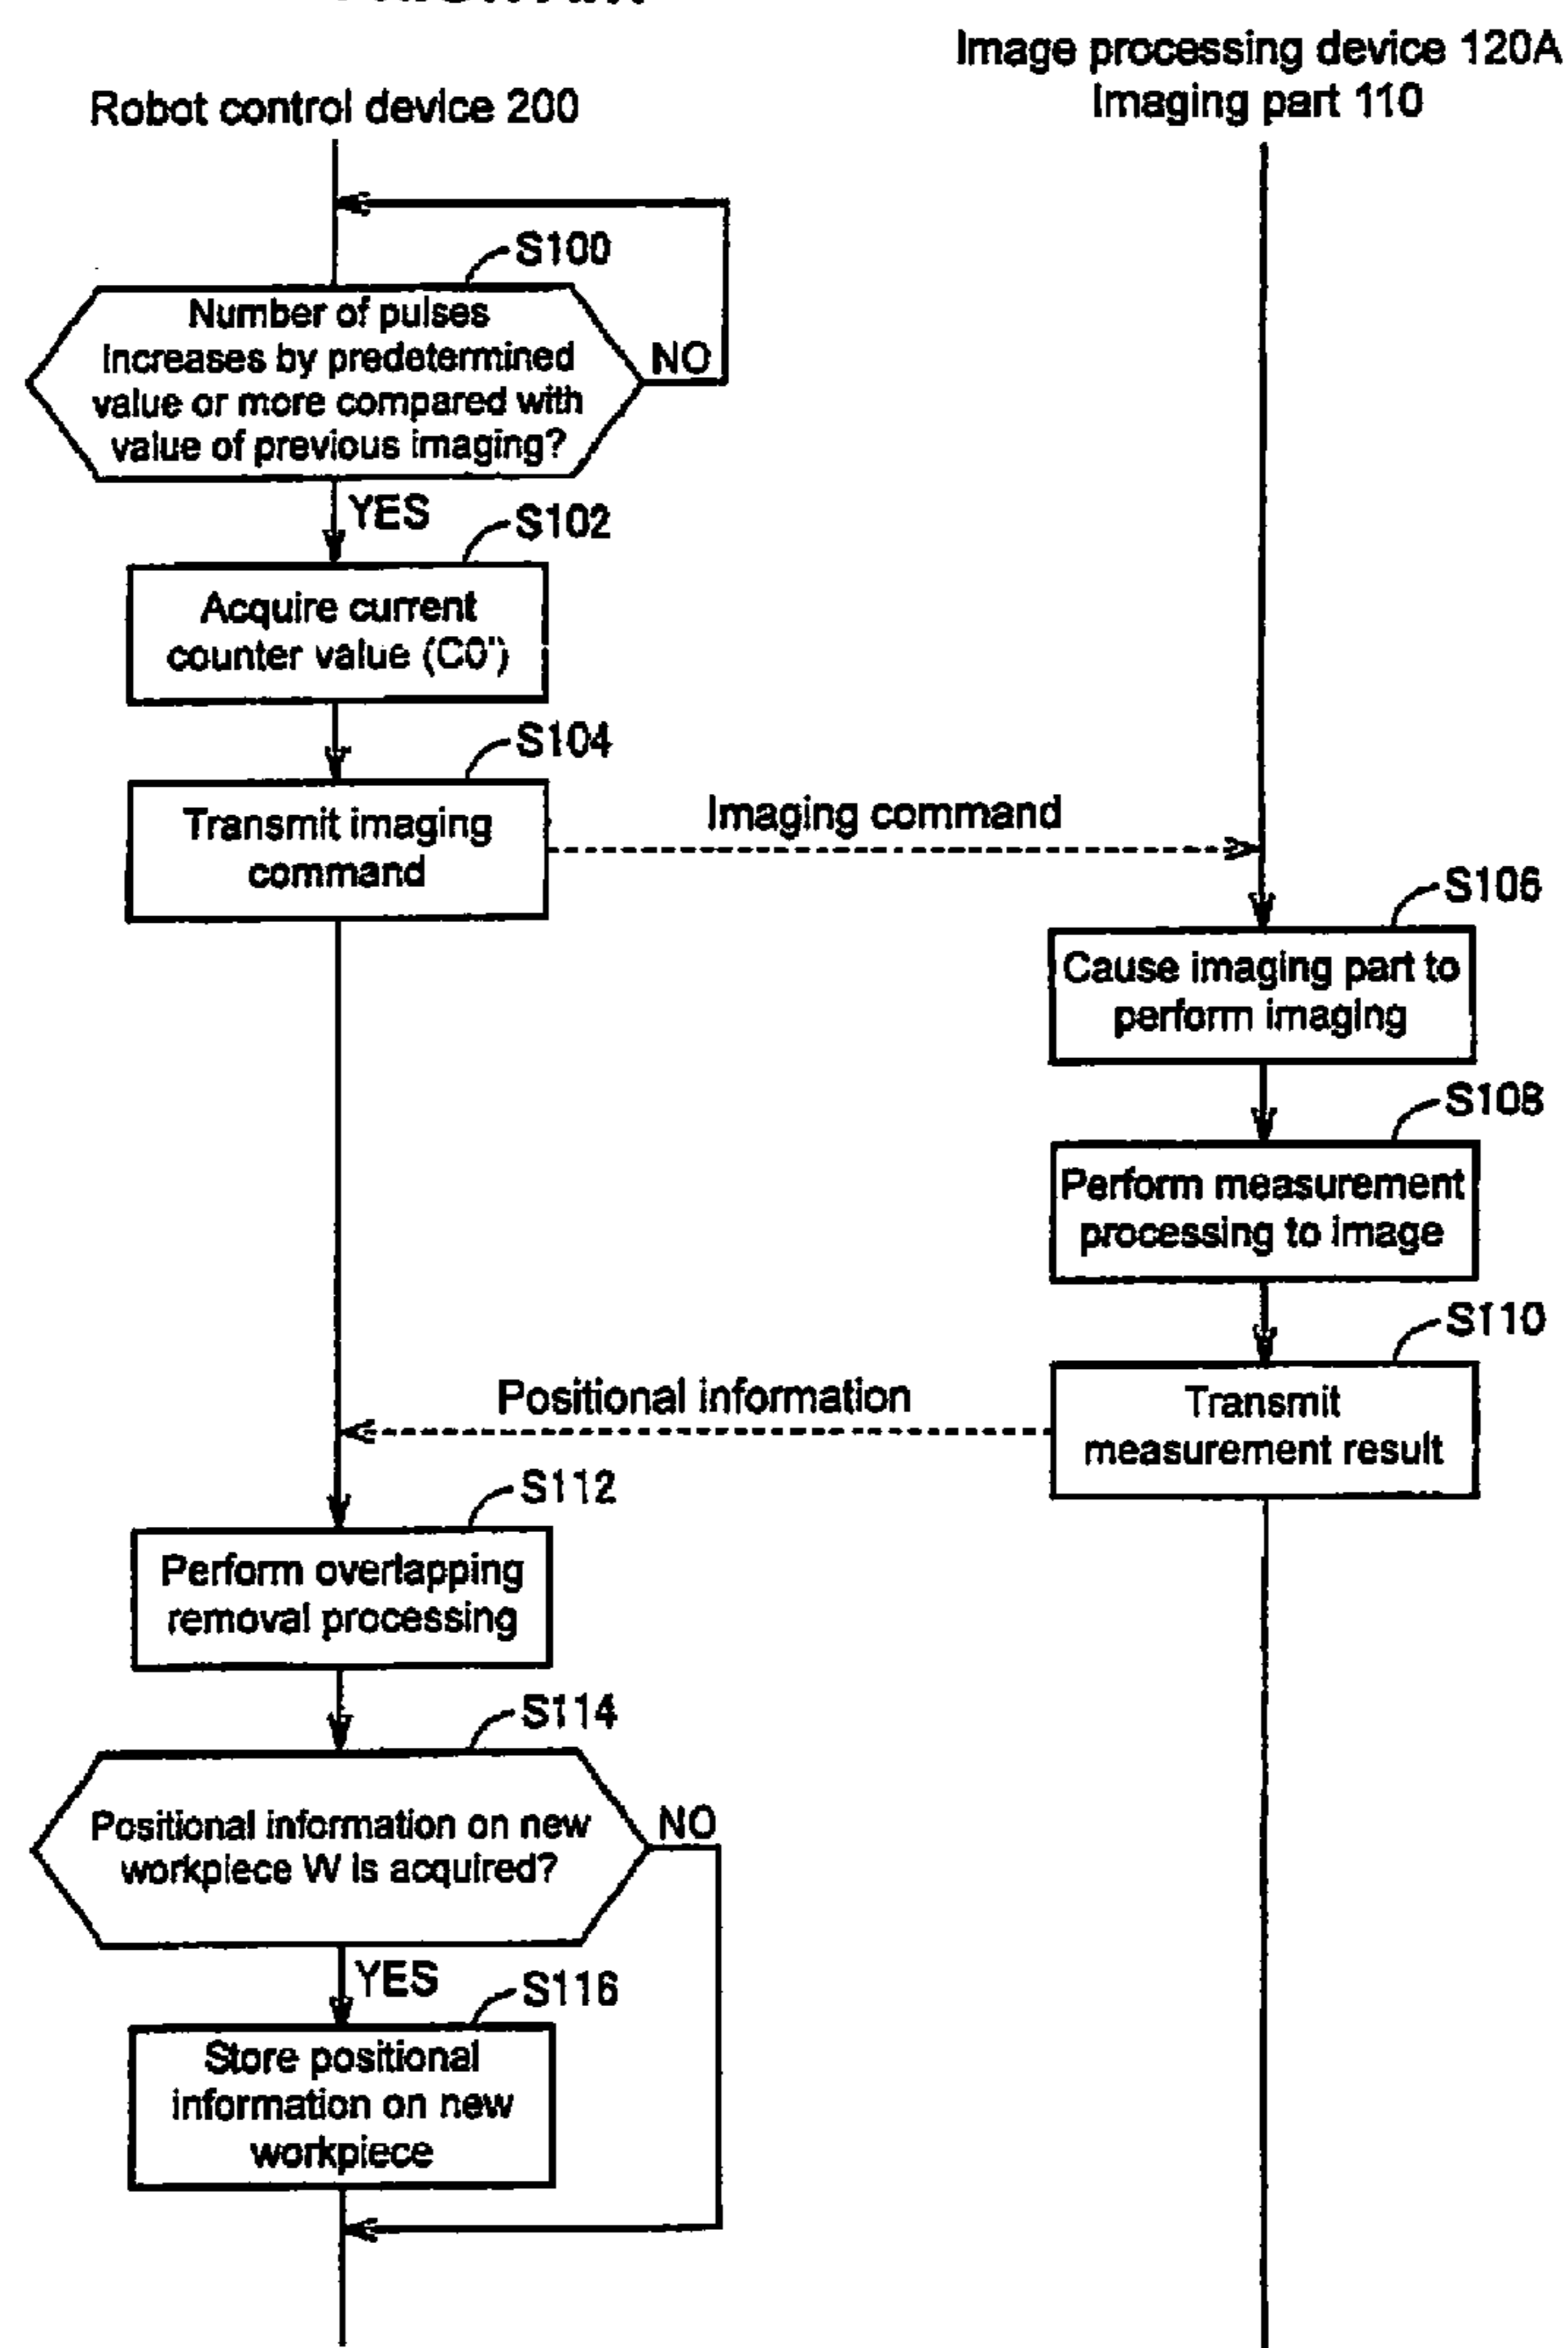 Robot control device 200
Image processing device 120A
Imaging part 110
S100
Number of pulses
increases by predetermined
value or more compared with
value of previous imaging?
NO
YES
S102
Acquire current
counter value (C0")
S104
Transmit imaging
command
Imaging command
S106
Cause imaging part to
perform imaging
S108
Perform measurement
processing to image
S110
Transmit
measurement result
Positional information
S112
Perform overlapping
removal processing
S114
Positional information on new
workpiece W is acquired?
NO
YES
S116
Store positional
information on new
workpiece